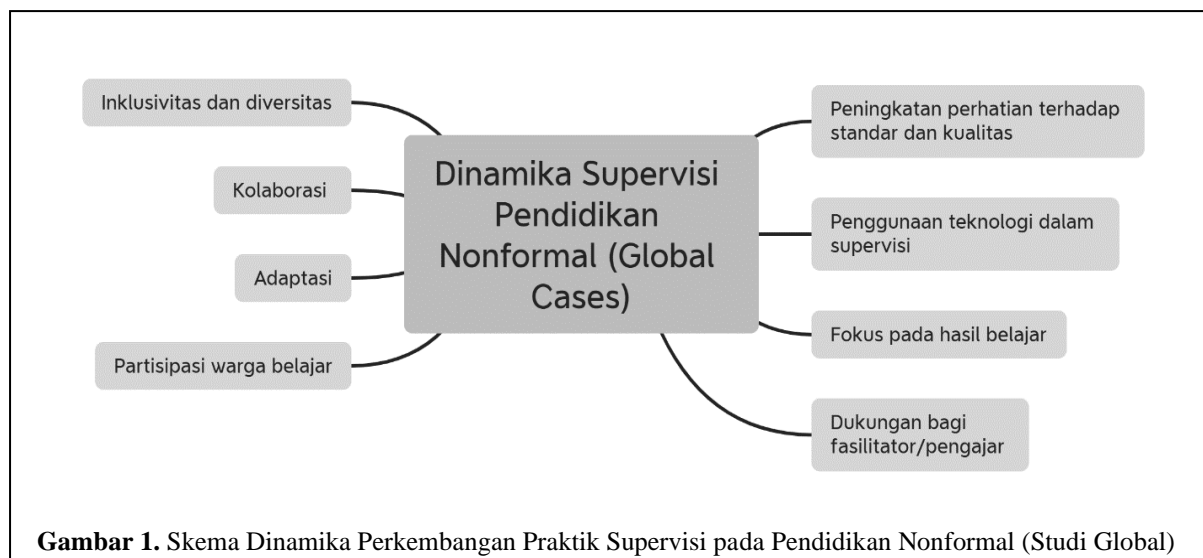 Inklusivitas dan diversitas
Kolaborasi
Adaptasi
Partisipasi warga belajar
Dinamika Supervisi
Pendidikan
Nonformal (Global
Cases)
Peningkatan perhatian terhadap
standar dan kualitas
Penggunaan teknologi dalam
supervisi
Fokus pada hasil belajar
Dukungan bagi
fasilitator/pengajar
Gambar 1. Skema Dinamika Perkembangan Praktik Supervisi pada Pendidikan Nonformal (Studi Global)